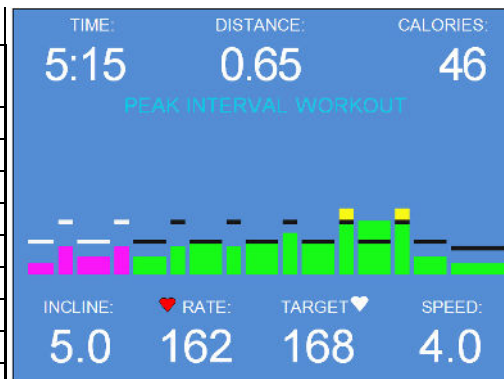 TIME: DISTANCE: CALORIES:
5:15 0.65 46
PEAK INTERVAL WORKOUT
INCLINE: RATE: TARGET SPEED:
5.0 162 168 4.0